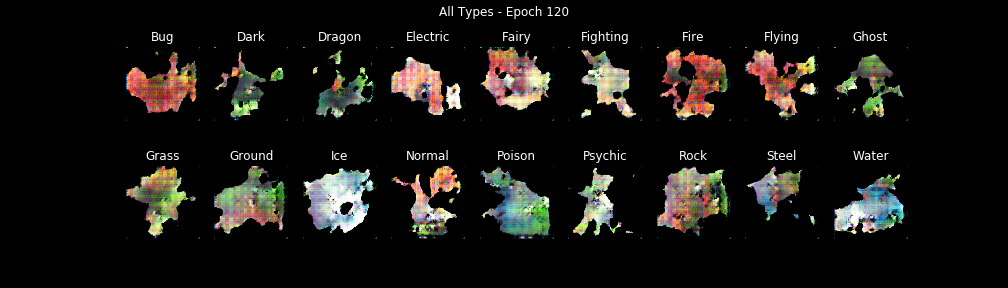 All Types - Epoch 120
Bug Dark Dragon Electric Fairy Fighting Fire Flying Ghost
Grass Ground Ice Normal Poison Psychic Rock Steel Water